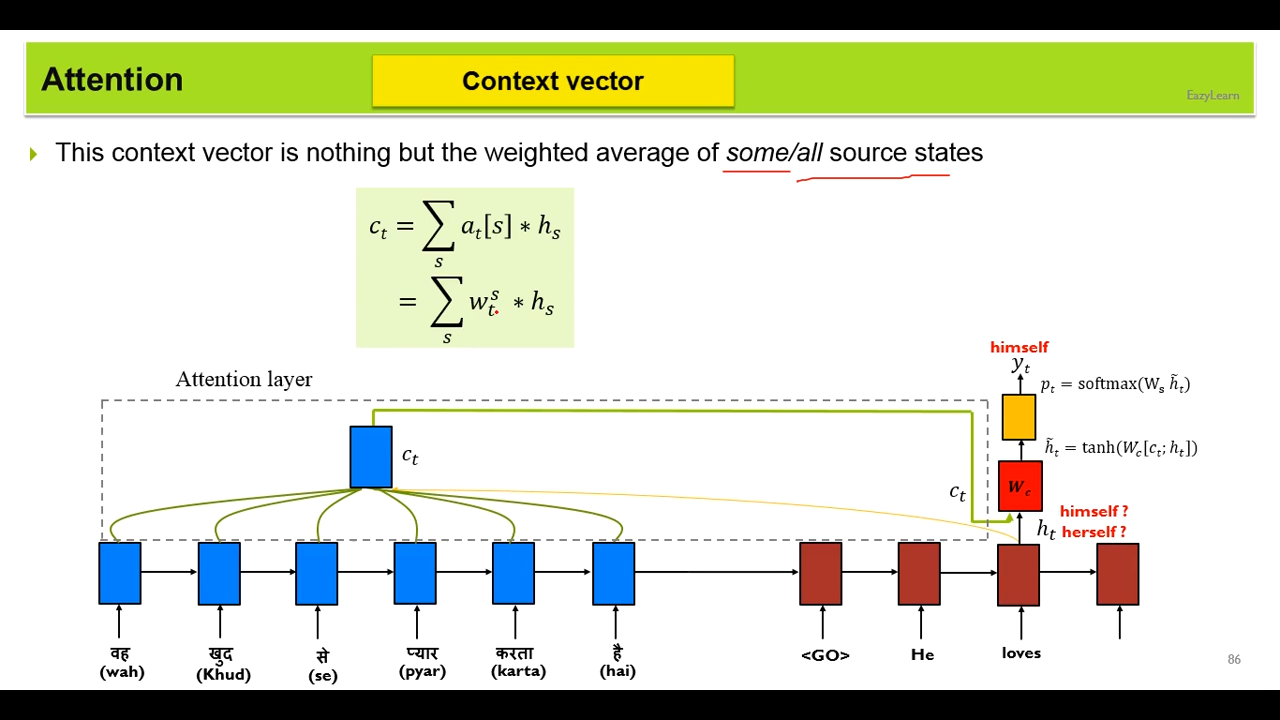 Attention
Context vector
EazyLearn
This context vector is nothing but the weighted average of some/all source states
c_t = ∑_s a_t[s] * h_s
= ∑_s w_t^s * h_s
Attention layer
himself
y_t
p_t = softmax(W_s h̃_t)
c_t
h̃_t = tanh(W_c[c_t; h_t])
c_t
W_c
himself ?
h_t herself ?
वह खुद से प्यार करता है <GO> He loves
(wah) (Khud) (se) (pyar) (karta) (hai)
86